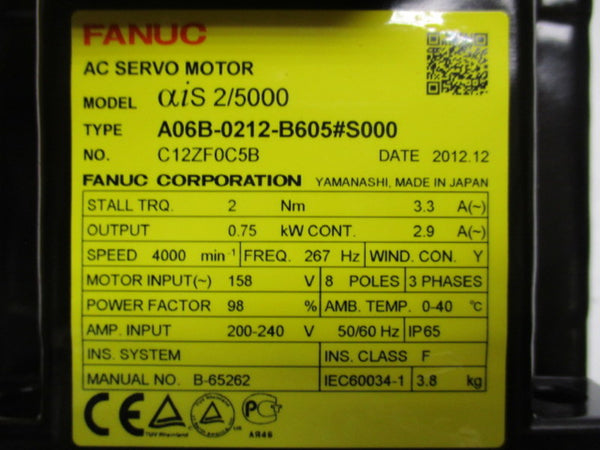 FANUC
AC SERVO MOTOR
MODEL αiS 2/5000
TYPE A06B-0212-B605#S000
NO. C12ZF0C5B DATE 2012.12
FANUC CORPORATION YAMANASHI, MADE IN JAPAN
STALL TRQ. 2 Nm 3.3 A(~)
OUTPUT 0.75 kW CONT. 2.9 A(~)
SPEED 4000 min⁻¹ FREQ. 267 Hz WIND. CON. Y
MOTOR INPUT(~) 158 V 8 POLES 3 PHASES
POWER FACTOR 98 % AMB. TEMP. 0-40 °C
AMP. INPUT 200-240 V 50/60 Hz IP65
INS. SYSTEM INS. CLASS F
MANUAL NO. B-65262 IEC60034-1 3.8 kg
CE
TUV Rheinland
AR46